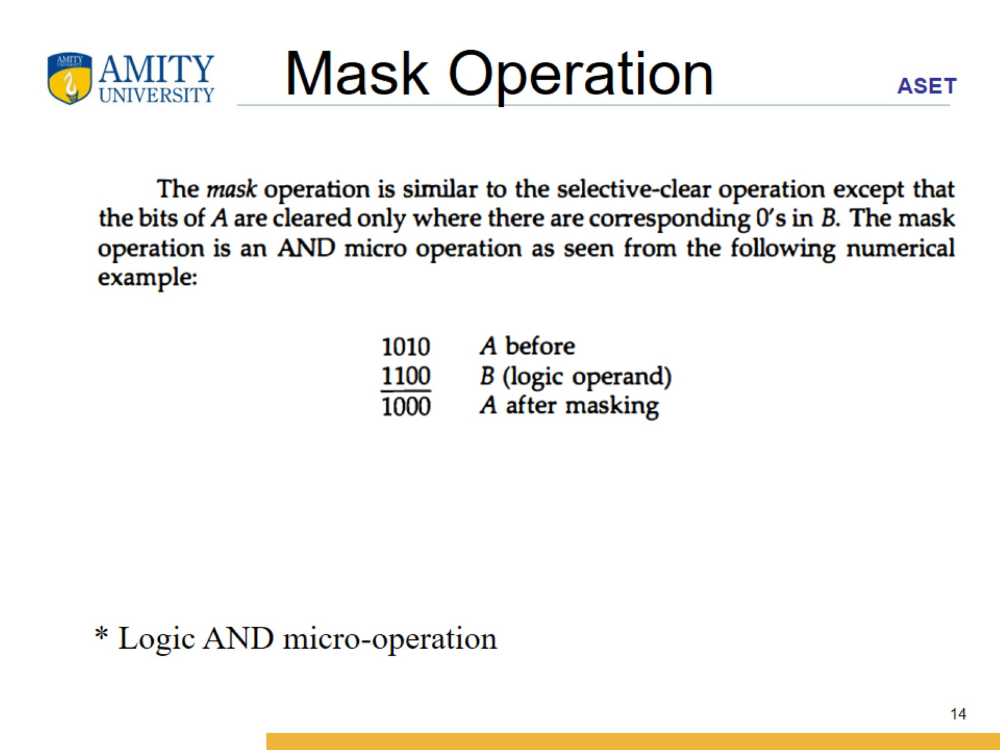 AMITY
UNIVERSITY
AMITY
UNIVERSITY
Mask Operation
ASET
The mask operation is similar to the selective-clear operation except that
the bits of A are cleared only where there are corresponding 0's in B. The mask
operation is an AND micro operation as seen from the following numerical
example:
1010 A before
1100 B (logic operand)
1000 A after masking
* Logic AND micro-operation
14